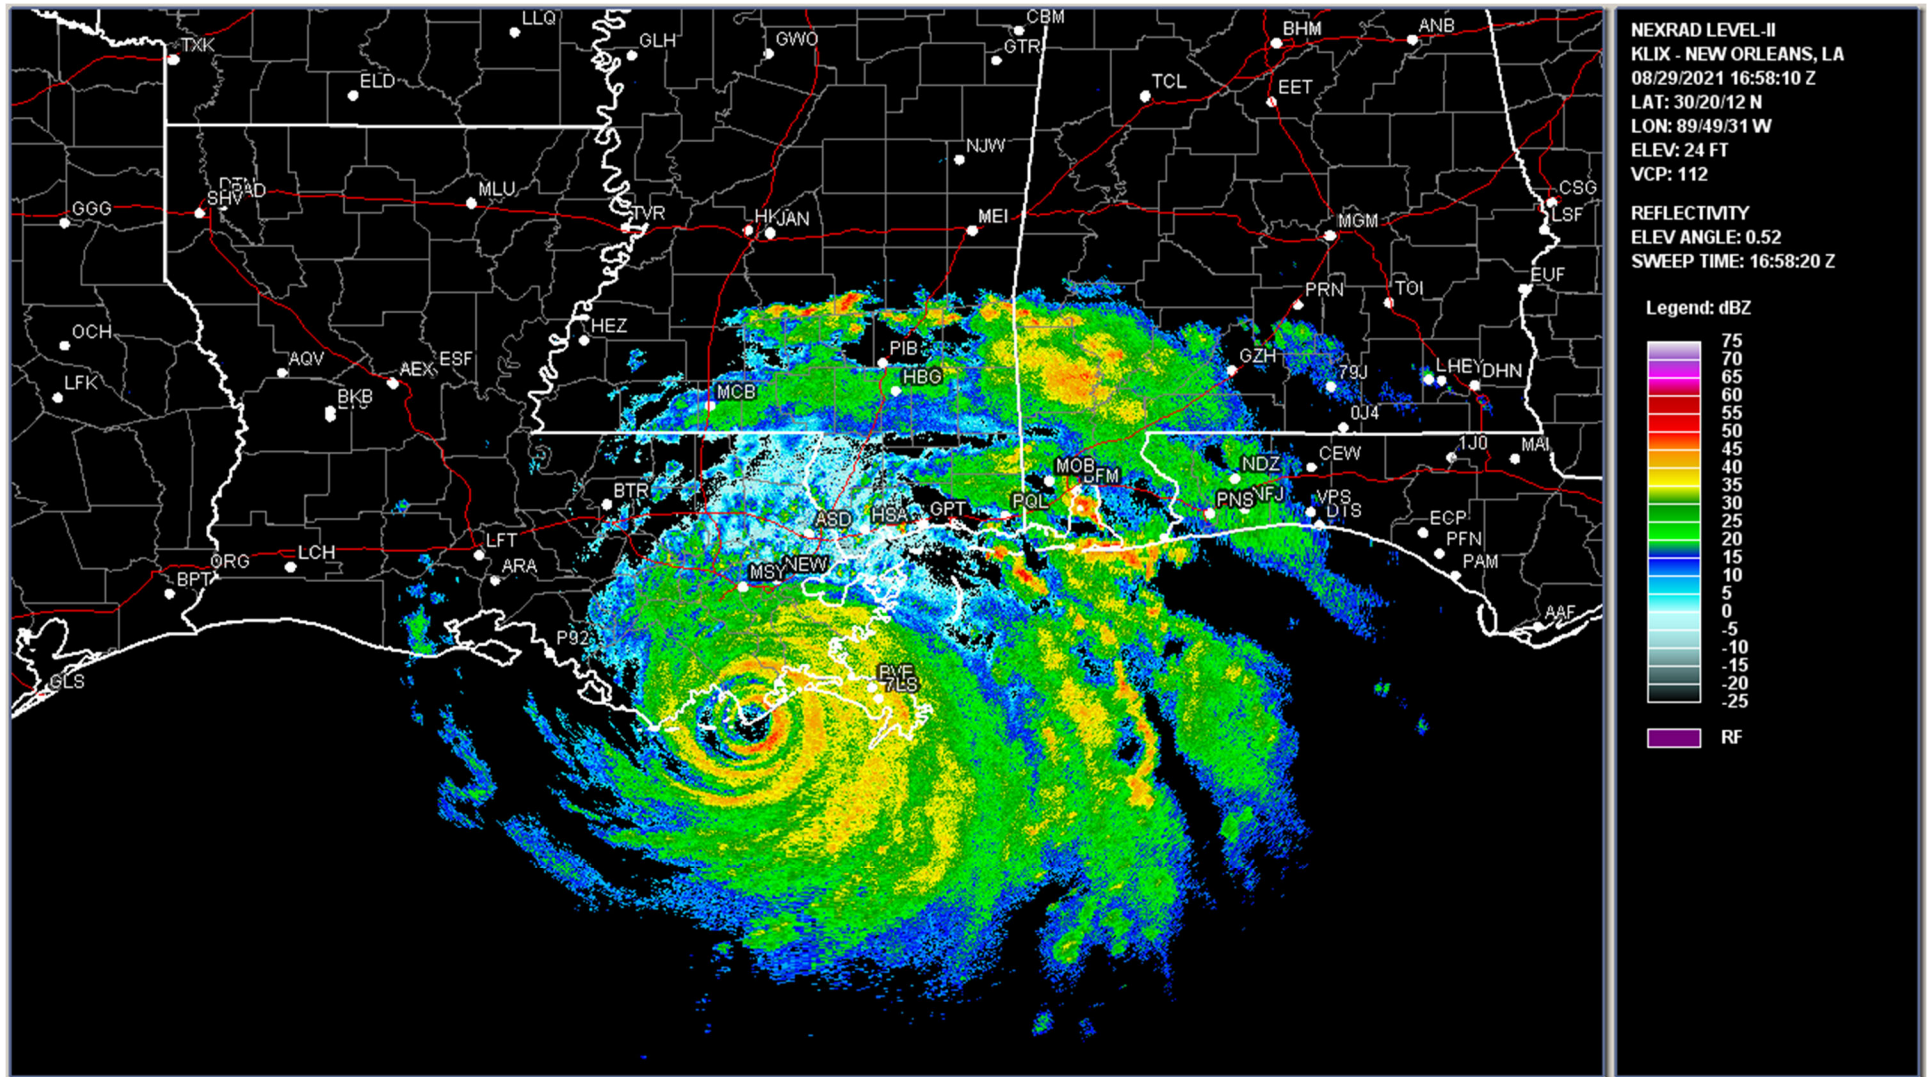 LLQ
CBM
BHM
ANB
TXK
GLH
GWO
GTR
ELD
TCL
EET
NJW
MLU
SHV
GGG
TVR
JAN
MEI
MGM
CSG
LSF
EUF
PRN
TOI
HEZ
OCH
AQV
ESF
AEX
PIB
GZH
LFK
BKB
MCB
HBG
79J
LHEY
DHN
0J4
1J0
MAI
CEW
NDZ
MOB
BFM
BTR
PQL
PNS
NFJ
VPS
DTS
ASD
HSA
GPT
ECP
PFN
PAM
LFT
LCH
ORG
ARA
BPT
MSY
NEW
AAF
P92
GLS
7LS
NEXRAD LEVEL-II
KLIX - NEW ORLEANS, LA
08/29/2021 16:58:10 Z
LAT: 30/20/12 N
LON: 89/49/31 W
ELEV: 24 FT
VCP: 112
REFLECTIVITY
ELEV ANGLE: 0.52
SWEEP TIME: 16:58:20 Z
Legend: dBZ
75
70
65
60
55
50
45
40
35
30
25
20
15
10
5
0
-5
-10
-15
-20
-25
RF